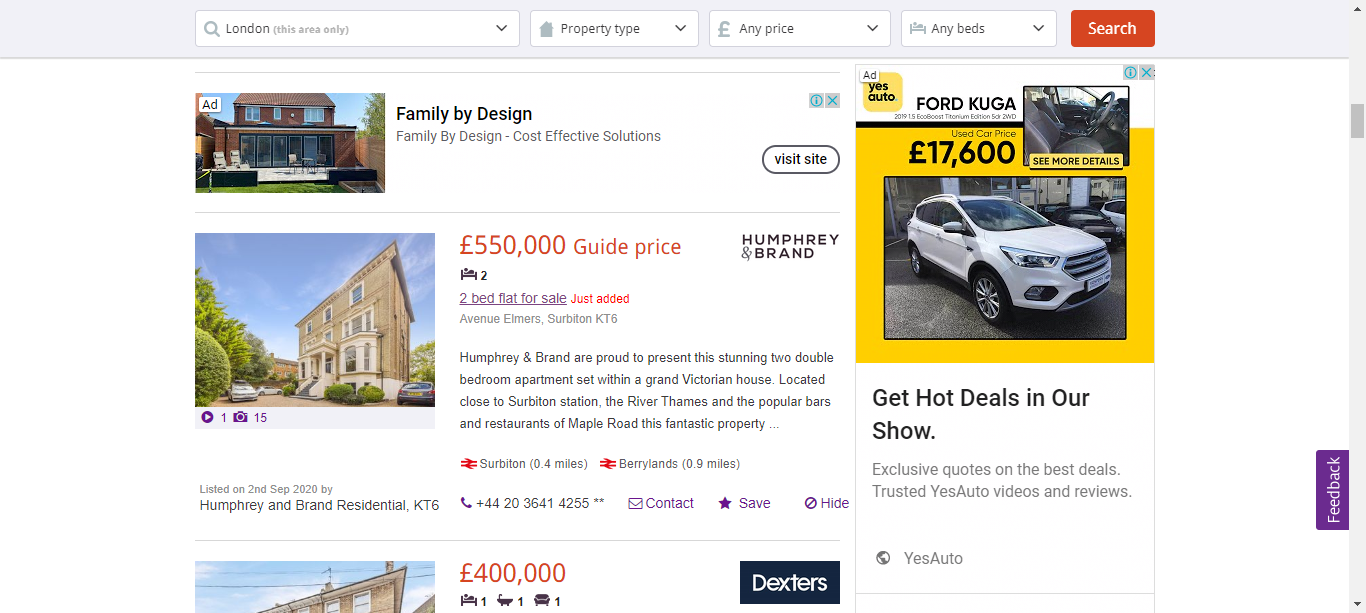 London (this area only)
Property type
Any price
Any beds
Search
Ad
Family by Design
Family By Design - Cost Effective Solutions
visit site
£550,000 Guide price
HUMPHREY
&BRAND
2
2 bed flat for sale Just added
Avenue Elmers, Surbiton KT6
Humphrey & Brand are proud to present this stunning two double
bedroom apartment set within a grand Victorian house. Located
close to Surbiton station, the River Thames and the popular bars
and restaurants of Maple Road this fantastic property ...
1 15
Surbiton (0.4 miles) Berrylands (0.9 miles)
Listed on 2nd Sep 2020 by
Humphrey and Brand Residential, KT6
+44 20 3641 4255 **
Contact
Save
Hide
£400,000
Dexters
1 1 1
Ad
yes
auto.
FORD KUGA
2019 1.5 EcoBoost Titanium Edition 5dr 2WD
Used Car Price
£17,600
SEE MORE DETAILS
Get Hot Deals in Our
Show.
Exclusive quotes on the best deals.
Trusted YesAuto videos and reviews.
YesAuto
Feedback